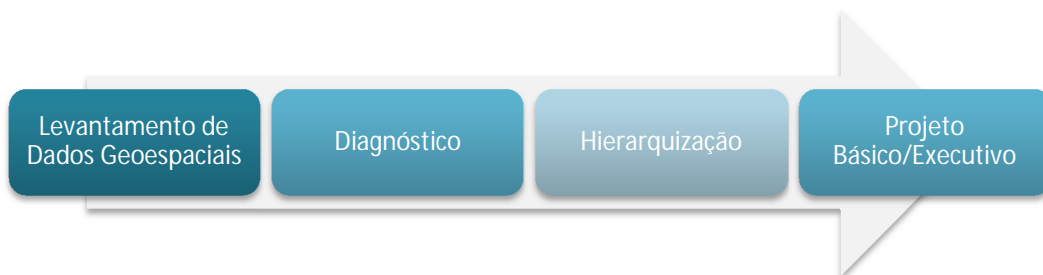 Levantamento de
Dados Geoespaciais
Diagnóstico
Hierarquização
Projeto
Básico/Executivo